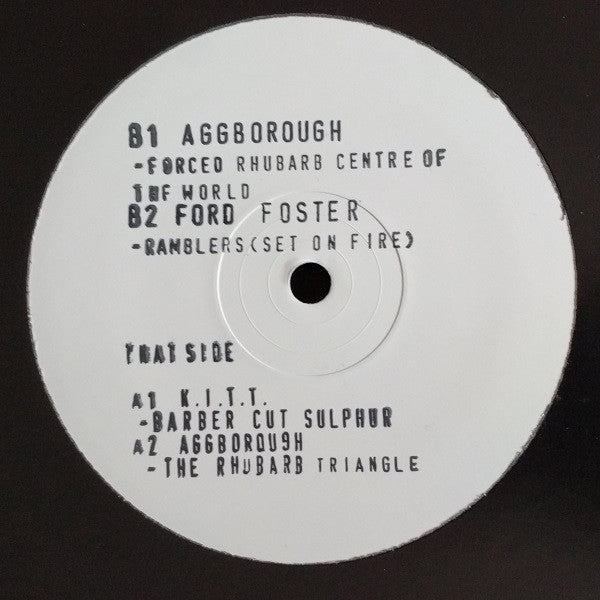 B1 AGGBOROUGH
-FORCED RHUBARB CENTRE OF
THE WORLD
B2 FORD FOSTER
-RAMBLERS(SET ON FIRE)
THAT SIDE
A1 K.I.T.T.
-BARBER CUT SULPHUR
A2 AGGBOROUGH
-THE RHUBARB TRIANGLE